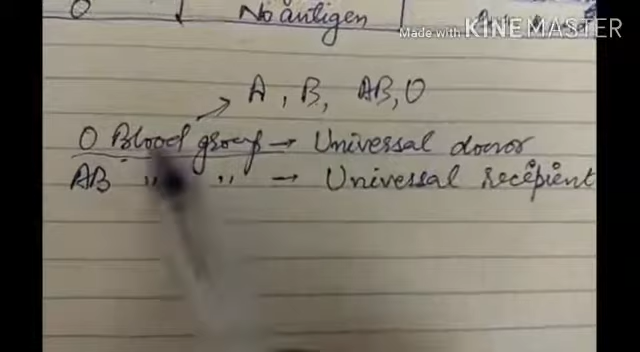 O No antigen
Made with KINEMASTER
A, B, AB, O
O Blood group → Universal donor
AB " " → Universal recipient